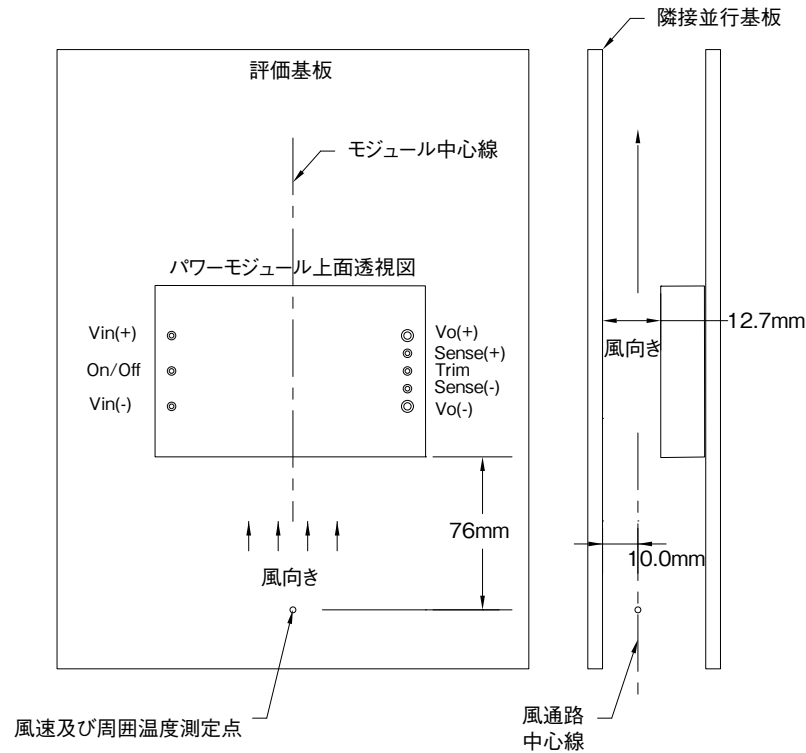 隣接並行基板
評価基板
モジュール中心線
パワーモジュール上面透視図
Vin(+)
On/Off
Vin(-)
Vo(+)
Sense(+)
Trim
Sense(-)
Vo(-)
12.7mm
風向き
76mm
10.0mm
風向き
風速及び周囲温度測定点
風通路
中心線